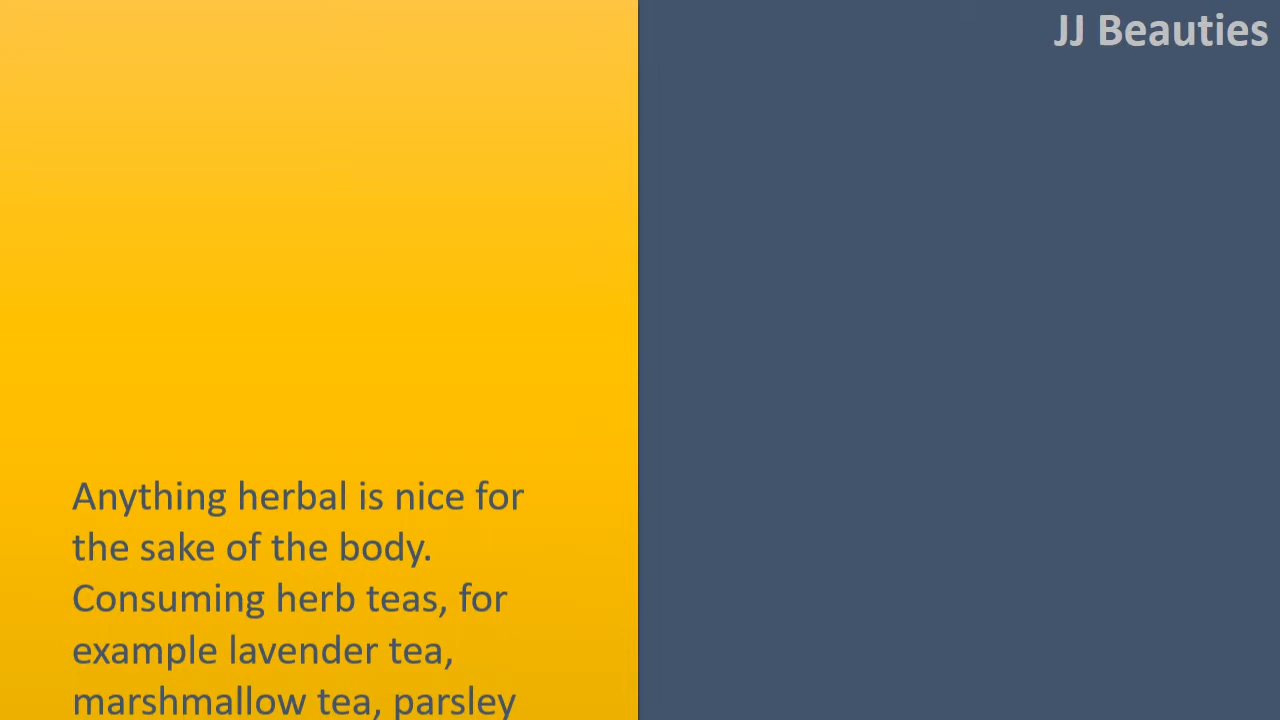 JJ Beauties
Anything herbal is nice for
the sake of the body.
Consuming herb teas, for
example lavender tea,
marshmallow tea, parsley